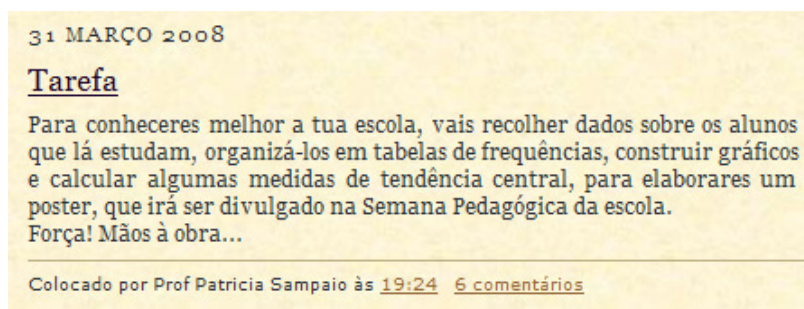 31 MARÇO 2008
Tarefa
Para conheceres melhor a tua escola, vais recolher dados sobre os alunos
que lá estudam, organizá-los em tabelas de frequências, construir gráficos
e calcular algumas medidas de tendência central, para elaborares um
poster, que irá ser divulgado na Semana Pedagógica da escola.
Força! Mãos à obra...
Colocado por Prof Patricia Sampaio às 19:24 6 comentários